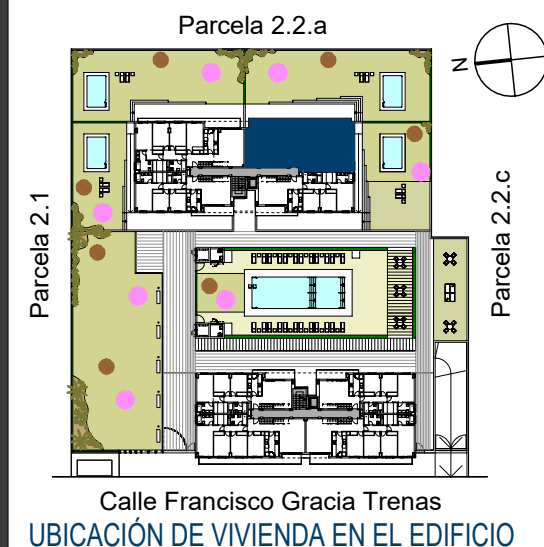 Parcela 2.2.a
N
Parcela 2.1
Parcela 2.2.c
Calle Francisco Gracia Trenas
UBICACIÓN DE VIVIENDA EN EL EDIFICIO